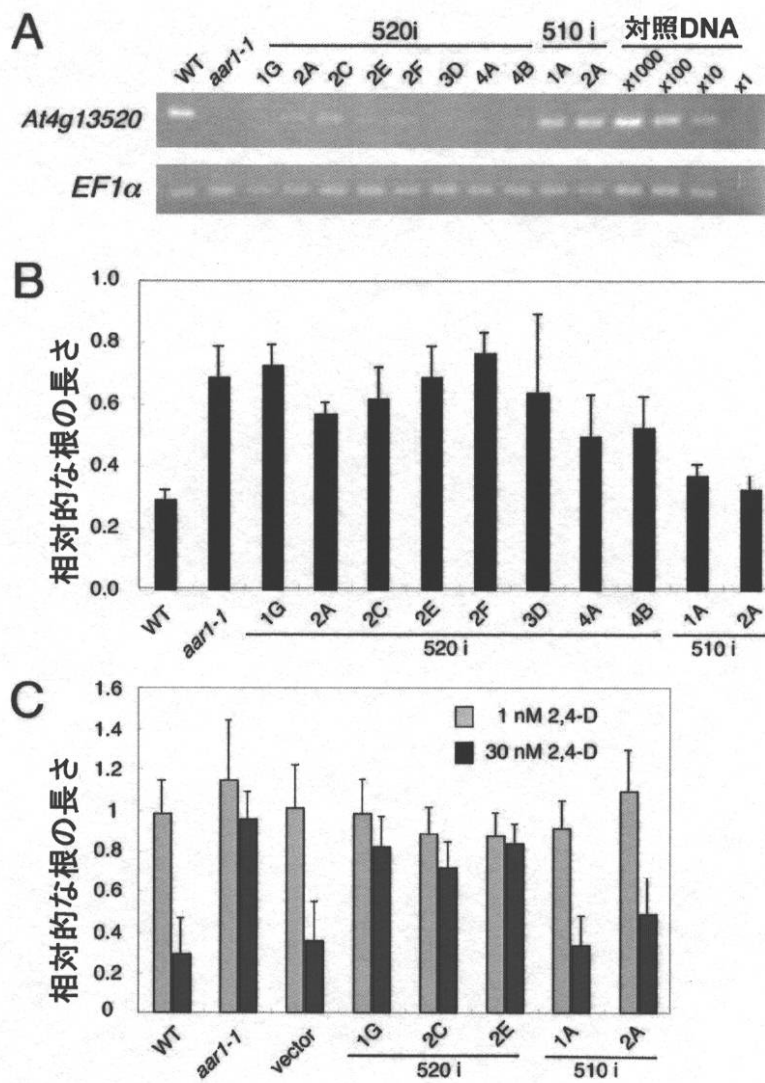 A
520i
510 i
対照DNA
WT
aar1-1
1G
2A
2C
2E
2F
3D
4A
4B
1A
2A
x1000
x100
x10
x1
At4g13520
EF1α
B
相対的な根の長さ
1.0
0.8
0.6
0.4
0.2
0.0
WT
aar1-1
1G
2A
2C
2E
2F
3D
4A
4B
1A
2A
520 i
510 i
C
相対的な根の長さ
1.6
1.4
1.2
1
0.8
0.6
0.4
0.2
0
1 nM 2,4-D
30 nM 2,4-D
WT
aar1-1
vector
1G
2C
2E
1A
2A
520 i
510 i